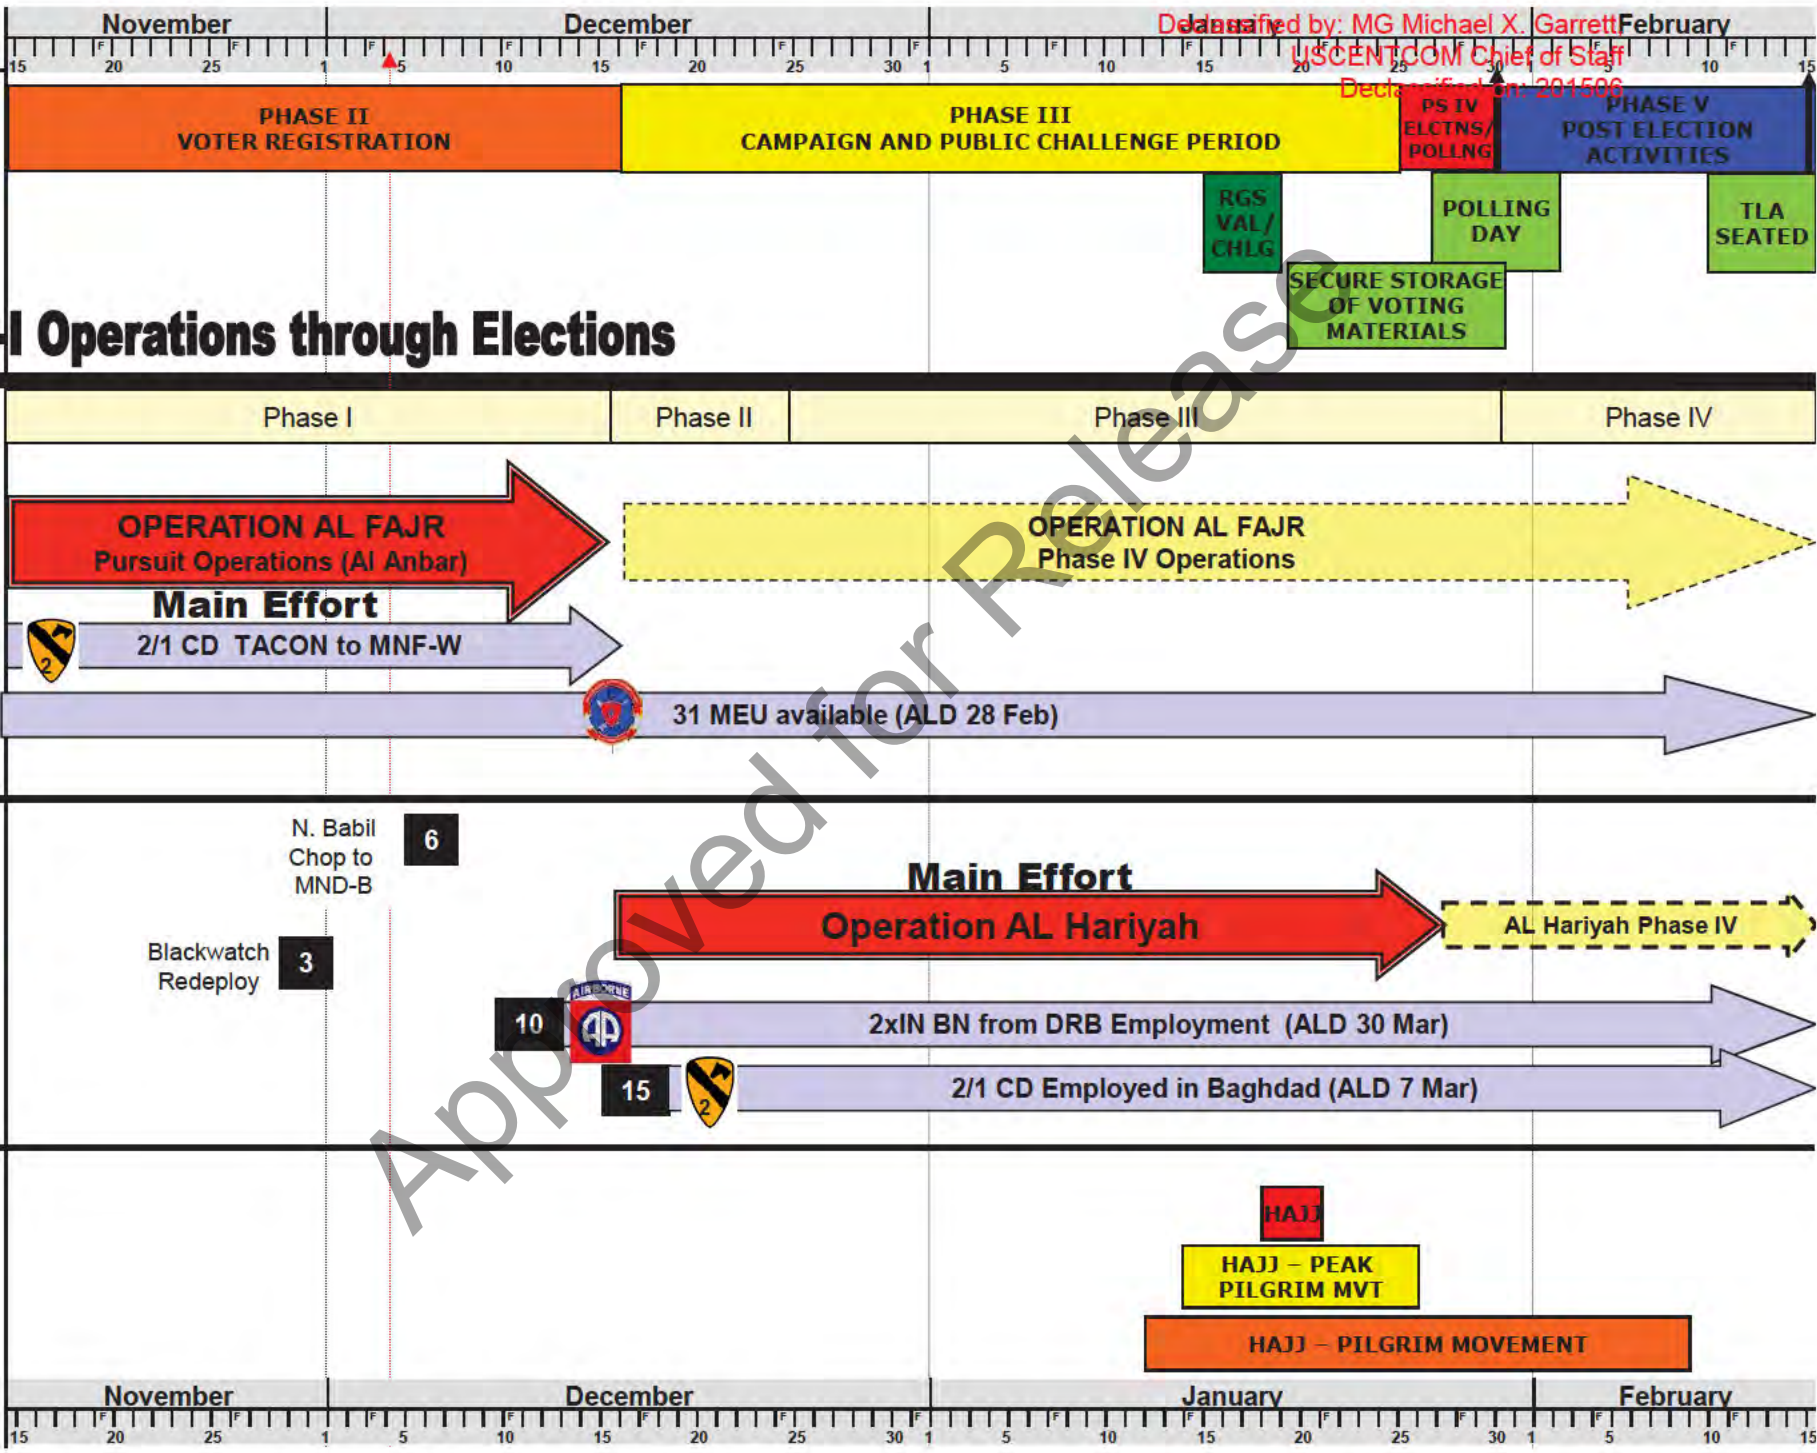 November December January February
Declassified by: MG Michael X. Garrett,
USCENTCOM Chief of Staff
Declassified on: 201506
F F F F F F F F F F F F F
15 20 25 1 5 10 15 20 25 30 1 5 10 15 20 25 30 1 5 10 15
PHASE II
VOTER REGISTRATION
PHASE III
CAMPAIGN AND PUBLIC CHALLENGE PERIOD
PS IV
ELCTNS/
POLLNG
PHASE V
POST ELECTION
ACTIVITIES
RGS
VAL/
CHLG
POLLING
DAY
TLA
SEATED
SECURE STORAGE
OF VOTING
MATERIALS
-I Operations through Elections
Phase I Phase II Phase III Phase IV
OPERATION AL FAJR
Pursuit Operations (Al Anbar)
OPERATION AL FAJR
Phase IV Operations
Main Effort
2
2/1 CD TACON to MNF-W
31 MEU available (ALD 28 Feb)
N. Babil
Chop to
MND-B
6
Main Effort
Operation AL Hariyah
AL Hariyah Phase IV
Blackwatch
Redeploy
3
AIRBORNE
AA
10
2xIN BN from DRB Employment (ALD 30 Mar)
15
2
2/1 CD Employed in Baghdad (ALD 7 Mar)
Approved for Release
HAJJ
HAJJ – PEAK
PILGRIM MVT
HAJJ – PILGRIM MOVEMENT
November December January February
F F F F F F F F F F F F F
15 20 25 1 5 10 15 20 25 30 1 5 10 15 20 25 30 1 5 10 15